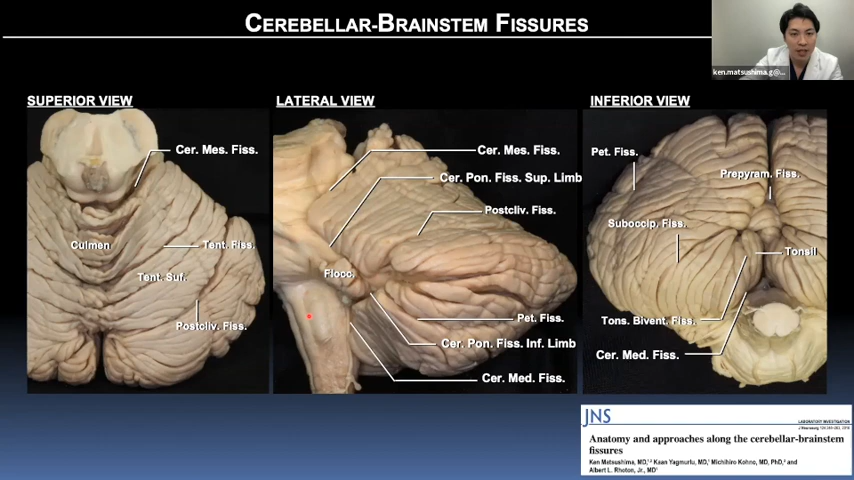 CEREBELLAR-BRAINSTEM FISSURES
ken.matsushima.g@...
SUPERIOR VIEW
Cer. Mes. Fiss.
Culmen
Tent. Fiss.
Tent. Suf.
Postcliv. Fiss.
LATERAL VIEW
Cer. Mes. Fiss.
Cer. Pon. Fiss. Sup. Limb
Postcliv. Fiss.
Flocc.
Pet. Fiss.
Cer. Pon. Fiss. Inf. Limb
Cer. Med. Fiss.
INFERIOR VIEW
Pet. Fiss.
Prepyram. Fiss.
Suboccip. Fiss.
Tonsil
Tons. Bivent. Fiss.
Cer. Med. Fiss.
JNS
LABORATORY INVESTIGATION
Anatomy and approaches along the cerebellar-brainstem
fissures
Ken Matsushima, MD, Kaan Yagmurlu, MD, Michihiro Kohno, MD, PhD, and
Albert L. Rhoton, Jr., MD